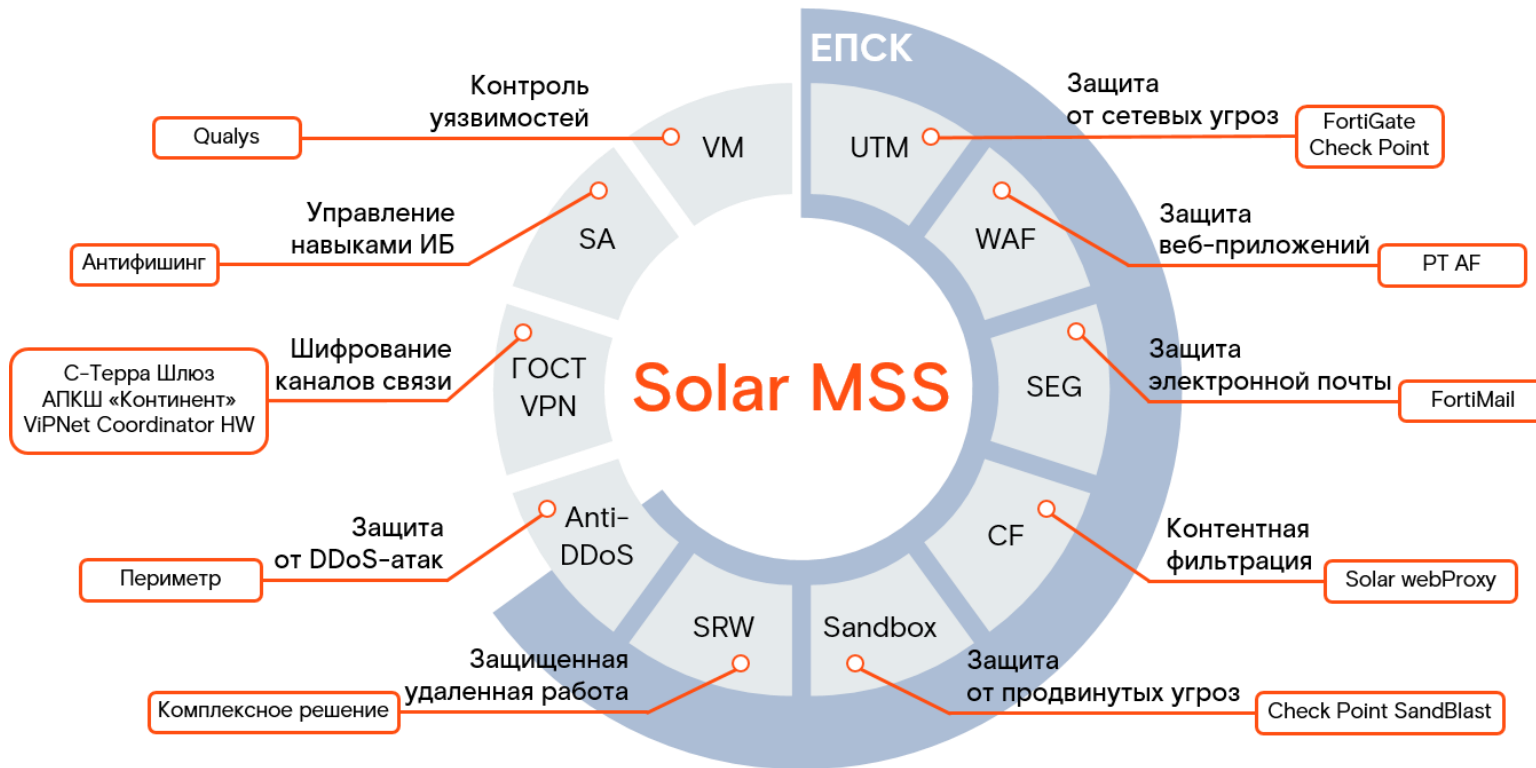 ЕПСК
Контроль
уязвимостей
Qualys
VM
Управление
навыками ИБ
Антифишинг
SA
Шифрование
каналов связи
С-Терра Шлюз
АПКШ «Континент»
ViPNet Coordinator HW
ГОСТ
VPN
Защита
от DDoS-атак
Периметр
Anti-
DDoS
Защищенная
удаленная работа
Комплексное решение
SRW
Solar MSS
UTM
Защита
от сетевых угроз
FortiGate
Check Point
WAF
Защита
веб-приложений
PT AF
SEG
Защита
электронной почты
FortiMail
CF
Контентная
фильтрация
Solar webProxy
Sandbox
Защита
от продвинутых угроз
Check Point SandBlast